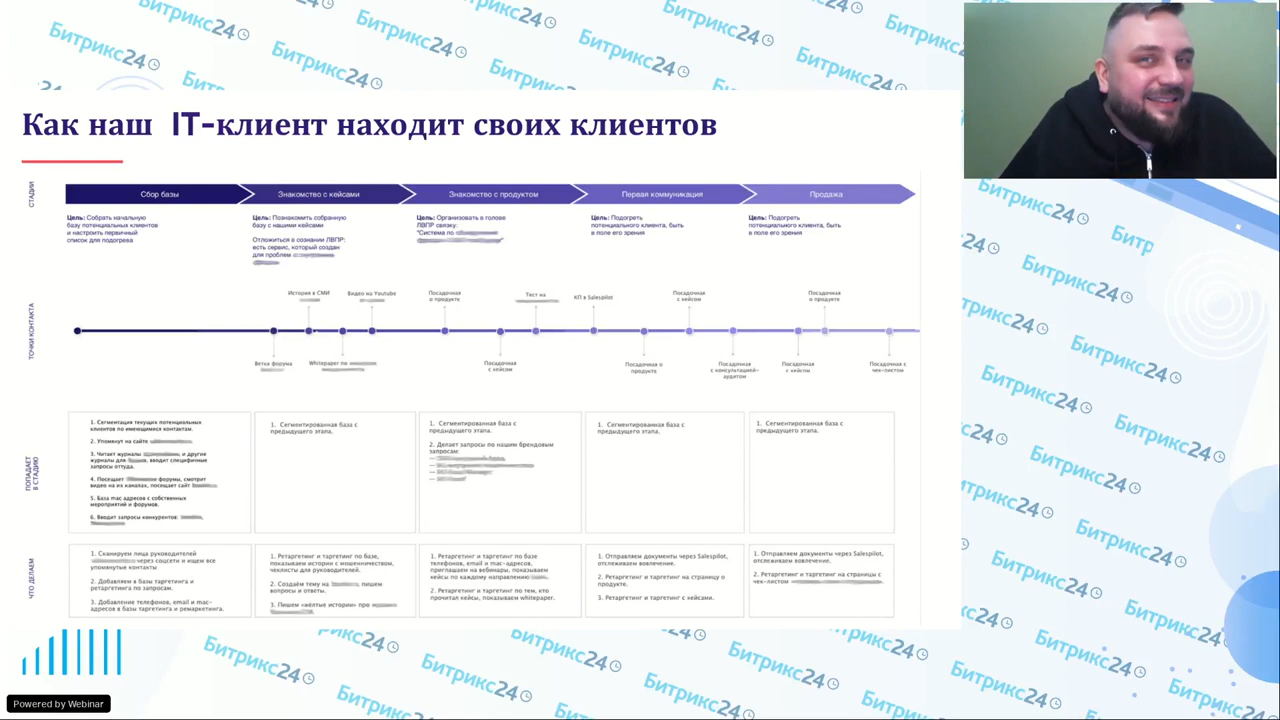 Битрикс24
Как наш IT-клиент находит своих клиентов
СТАДИИ
Сбор базы
Знакомство с кейсами
Знакомство с продуктом
Первая коммуникация
Продажа
Цель: Собрать начальную
базу потенциальных клиентов
и настроить первичный
список для подогрева
Цель: Познакомить собранную
базу с нашими кейсами
Отложиться в сознании ЛВПР:
есть сервис, который создан
для проблем
Цель: Организовать в голове
ЛВПР связку:
"Система по
Цель: Подогреть
потенциального клиента, быть
в поле его зрения
Цель: Подогреть
потенциального клиента, быть
в поле его зрения
ТОЧКИ КОНТАКТА
История в СМИ
Видео на Youtube
Посадочная
о продукте
Тест на
КП в Salespilot
Посадочная
с кейсом
Посадочная
о продукте
Ветка форума
Whitepaper по
Посадочная
с кейсом
Посадочная о
продукте
Посадочная
с консультацией-
аудитом
Посадочная
с кейсом
Посадочная с
чек-листом
ПОПАДАЕТ
В СТАДИЮ
1. Сегментация текущих потенциальных
клиентов по имеющимися контактам.
2. Упомянут на сайте
3. Читает журналы и другие
журналы для вводит специфичные
запросы оттуда.
4. Посещает форумы, смотрит
видео на их каналах, посещает сайт
5. База mac адресов с собственных
мероприятий и форумов.
6. Вводит запросы конкурентов:
1. Сегментированная база с
предыдущего этапа.
1. Сегментированная база с
предыдущего этапа.
2. Делает запросы по нашим брендовым
запросам:
1. Сегментированная база с
предыдущего этапа.
1. Сегментированная база с
предыдущего этапа.
ЧТО ДЕЛАЕМ
1. Сканируем лица руководителей
через соцсети и ищем все
упомянутые контакты
2. Добавляем в базы таргетинга и
ретаргетинга по запросам.
3. Добавление телефонов, email и mac-
адресов в базы таргетинга и ремаркетинга.
1. Ретаргетинг и таргетинг по базе,
показываем истории с мошенничеством,
чеклисты для руководителей.
2. Создаём тему на пишем
вопросы и ответы.
3. Пишем «жёлтые истории» про
1. Ретаргетинг и таргетинг по базе
телефонов, email и mac-адресов,
приглашаем на вебинары, показываем
кейсы по каждому направлению
2. Ретаргетинг и таргетинг по тем, кто
прочитал кейсы, показываем whitepaper.
1. Отправляем документы через Salespilot,
отслеживаем вовлечение.
2. Ретаргетинг и таргетинг на страницу о
продукте.
3. Ретаргетинг и таргетинг с кейсами.
1. Отправляем документы через Salespilot,
отслеживаем вовлечение.
2. Ретаргетинг и таргетинг на страницы с
чек-листом
Powered by Webinar